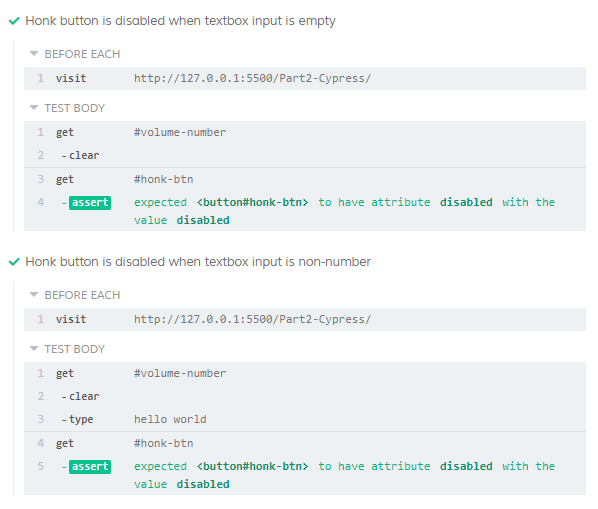 Honk button is disabled when textbox input is empty
BEFORE EACH
1 visit http://127.0.0.1:5500/Part2-Cypress/
TEST BODY
1 get #volume-number
2 -clear
3 get #honk-btn
4 -assert expected <button#honk-btn> to have attribute disabled with the
value disabled
Honk button is disabled when textbox input is non-number
BEFORE EACH
1 visit http://127.0.0.1:5500/Part2-Cypress/
TEST BODY
1 get #volume-number
2 -clear
3 -type hello world
4 get #honk-btn
5 -assert expected <button#honk-btn> to have attribute disabled with the
value disabled